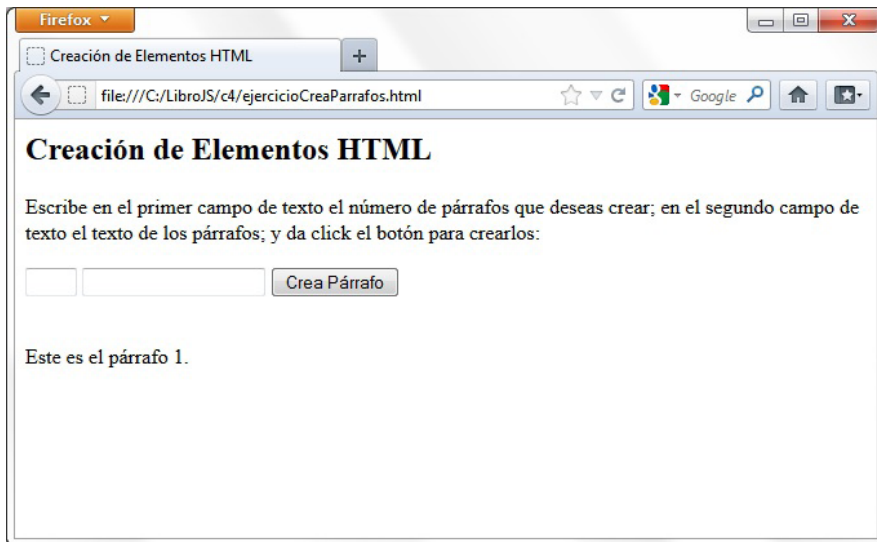 Firefox
Creación de Elementos HTML
file:///C:/LibroJS/c4/ejercicioCreaParrafos.html
Google
Creación de Elementos HTML
Escribe en el primer campo de texto el número de párrafos que deseas crear; en el segundo campo de
texto el texto de los párrafos; y da click el botón para crearlos:
Crea Párrafo
Este es el párrafo 1.